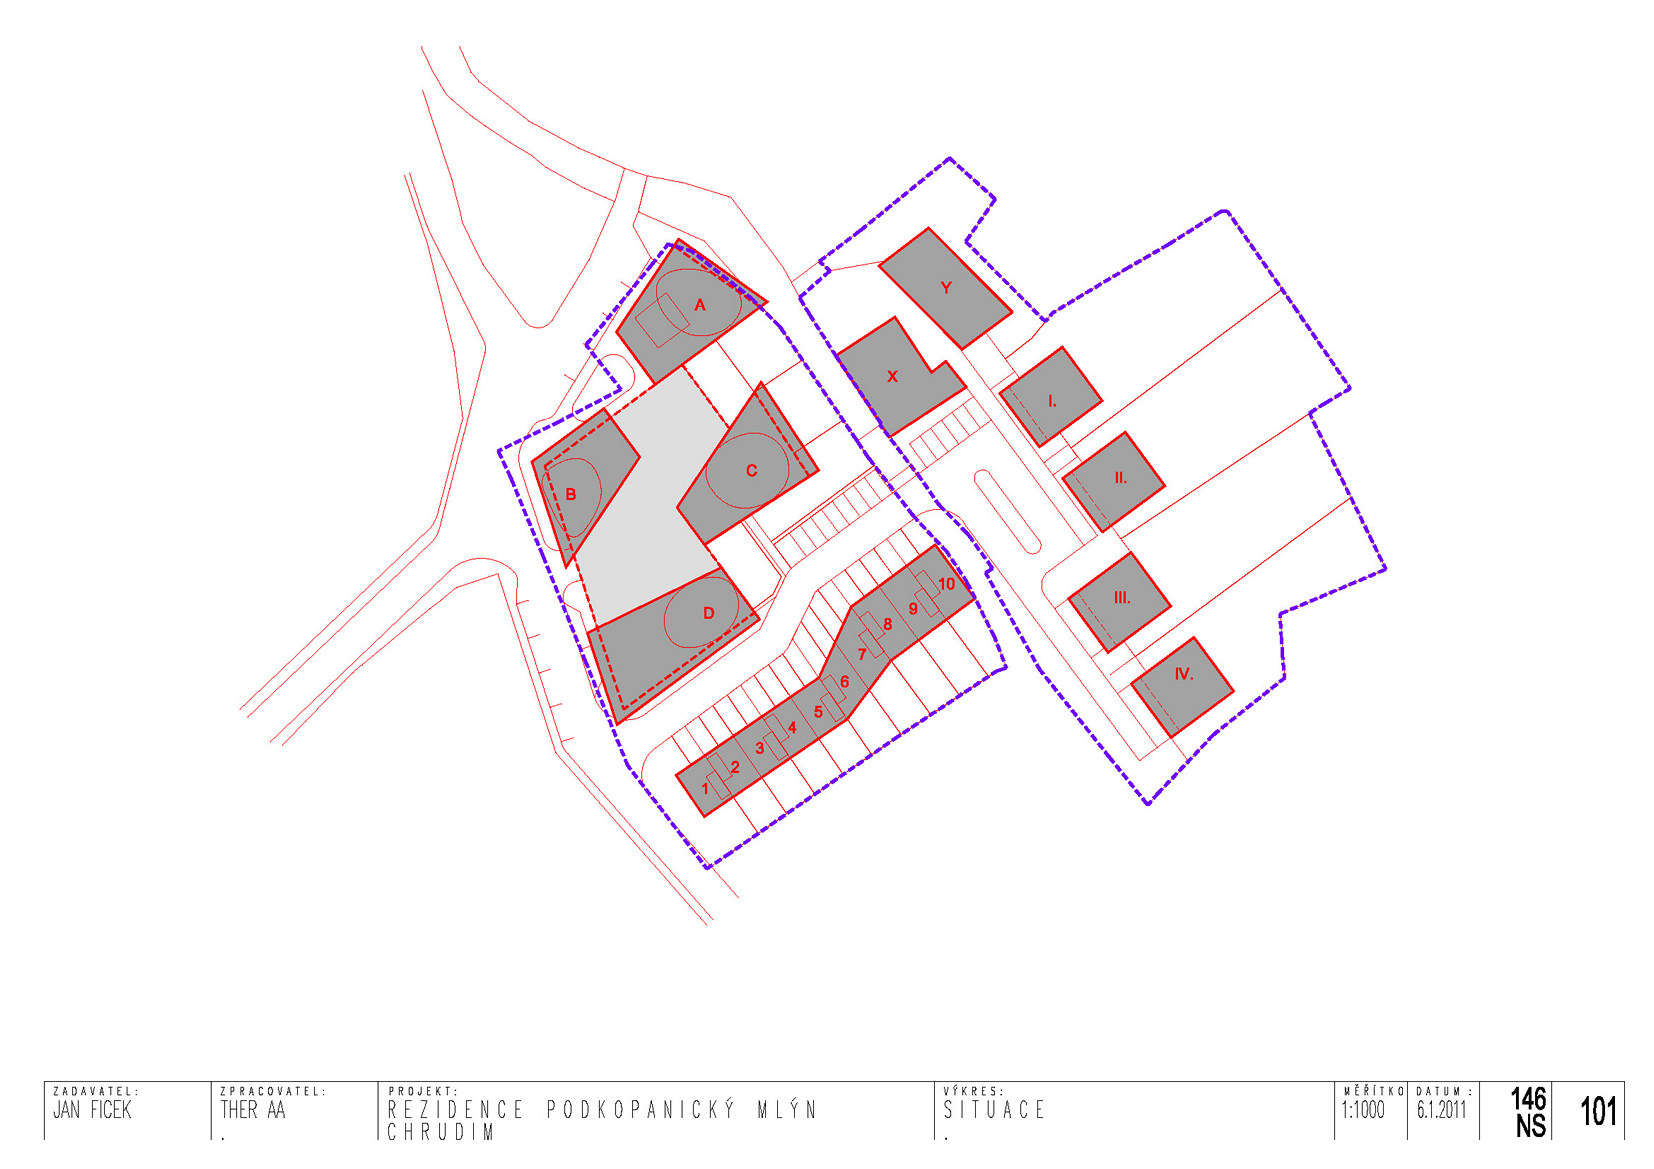 A
B
C
D
X
Y
I.
II.
III.
IV.
1
2
3
4
5
6
7
8
9
10
ZADAVATEL:
JAN FICEK
ZPRACOVATEL:
THER AA
.
PROJEKT:
REZIDENCE PODKOPANICKÝ MLÝN
CHRUDIM
VÝKRES:
SITUACE
.
MĚŘÍTKO
1:1000
DATUM :
6.1.2011
146
NS
101